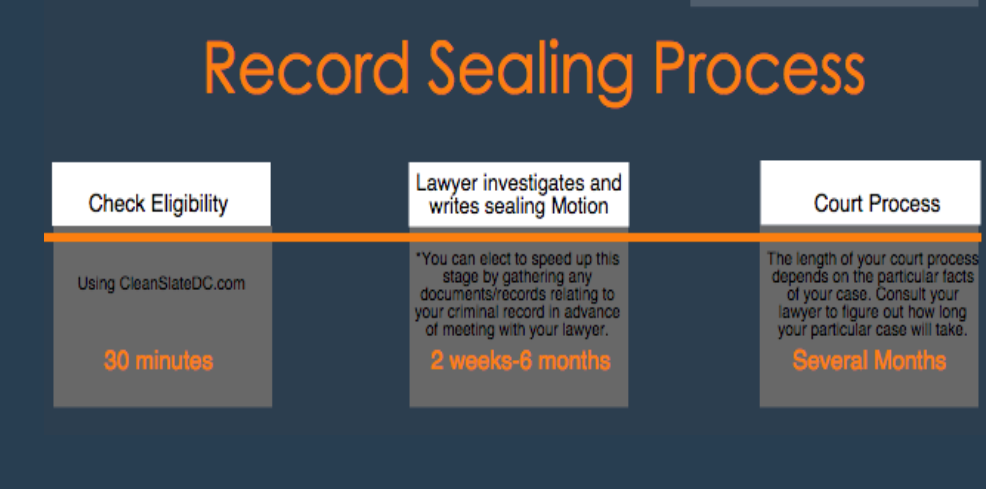 Record Sealing Process
Check Eligibility
Using CleanSlateDC.com
30 minutes
Lawyer investigates and
writes sealing Motion
*You can elect to speed up this
stage by gathering any
documents/records relating to
your criminal record in advance
of meeting with your lawyer.
2 weeks-6 months
Court Process
The length of your court process
depends on the particular facts
of your case. Consult your
lawyer to figure out how long
your particular case will take.
Several Months